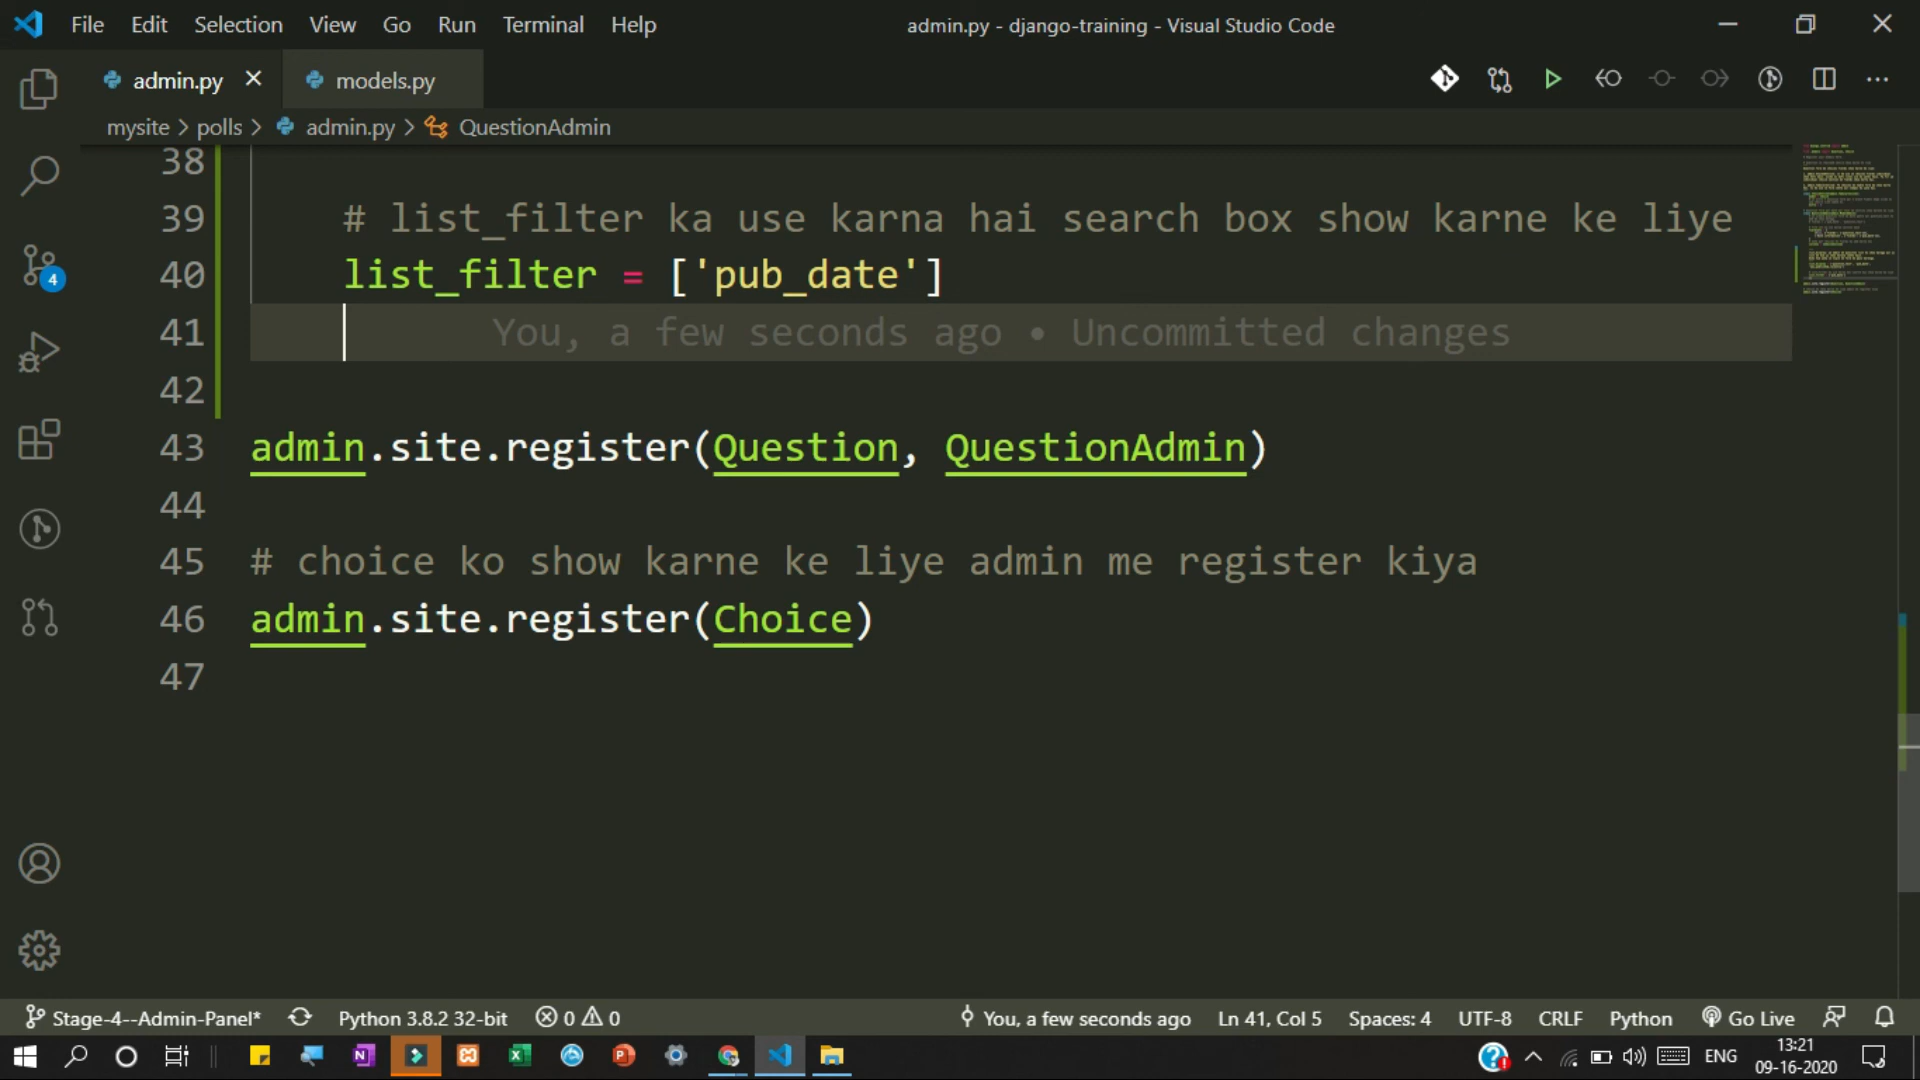 File Edit Selection View Go Run Terminal Help admin.py - django-training - Visual Studio Code
admin.py models.py
mysite > polls > admin.py > QuestionAdmin
38
39 # list_filter ka use karna hai search box show karne ke liye
40 list_filter = ['pub_date']
41 You, a few seconds ago • Uncommitted changes
42
43 admin.site.register(Question, QuestionAdmin)
44
45 # choice ko show karne ke liye admin me register kiya
46 admin.site.register(Choice)
47
4
Stage-4--Admin-Panel* Python 3.8.2 32-bit 0 0 You, a few seconds ago Ln 41, Col 5 Spaces: 4 UTF-8 CRLF Python Go Live
ENG 13:21
09-16-2020